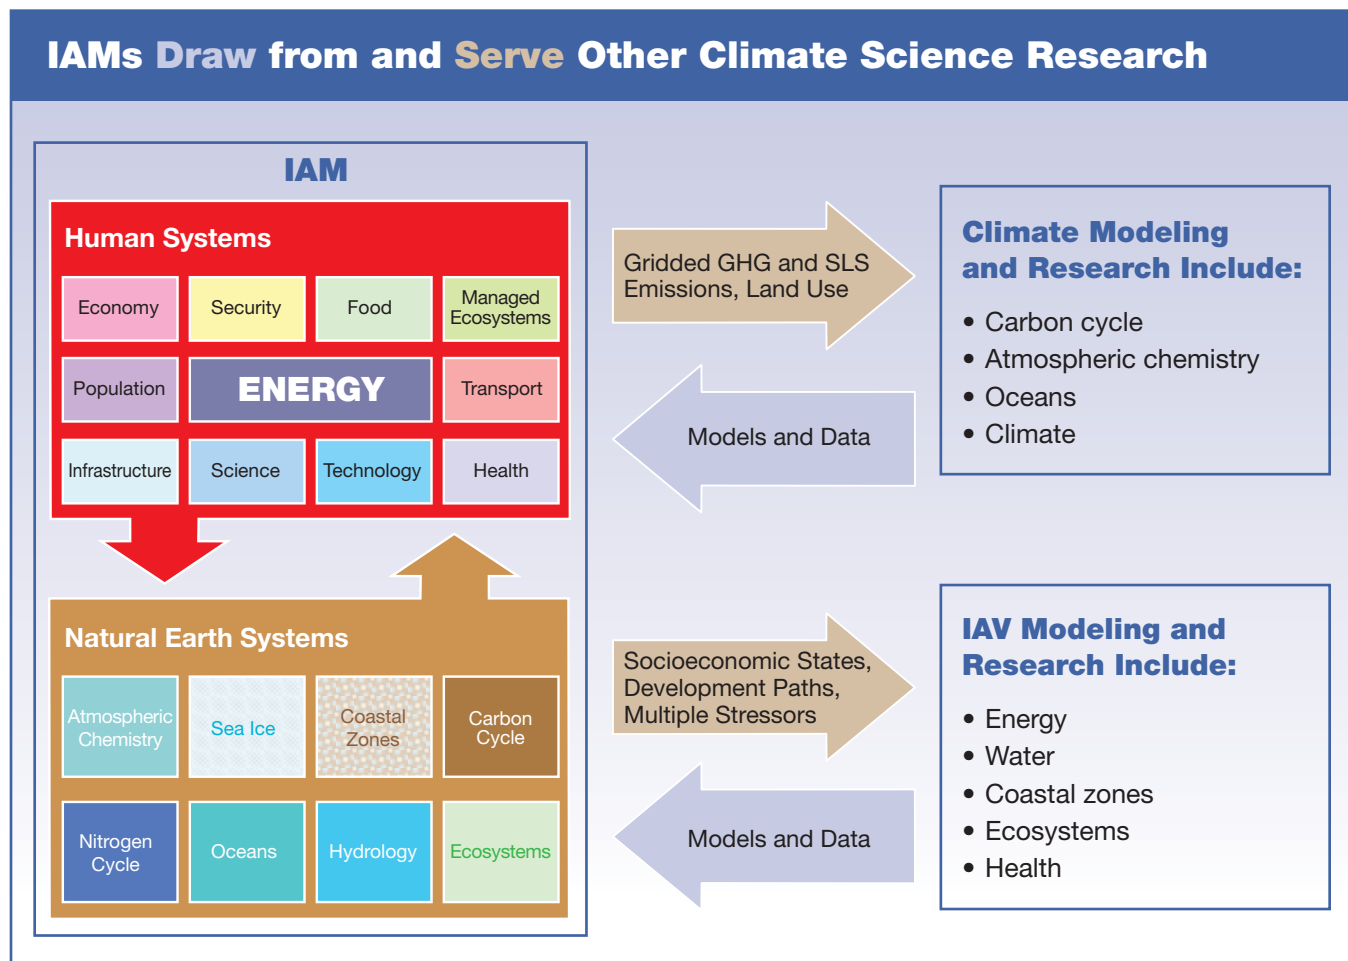 IAMs Draw from and Serve Other Climate Science Research
IAM
Human Systems
Economy
Security
Food
Managed
Ecosystems
Population
ENERGY
Transport
Infrastructure
Science
Technology
Health
Natural Earth Systems
Atmospheric
Chemistry
Sea Ice
Coastal
Zones
Carbon
Cycle
Nitrogen
Cycle
Oceans
Hydrology
Ecosystems
Gridded GHG and SLS
Emissions, Land Use
Models and Data
Climate Modeling
and Research Include:
• Carbon cycle
• Atmospheric chemistry
• Oceans
• Climate
Socioeconomic States,
Development Paths,
Multiple Stressors
Models and Data
IAV Modeling and
Research Include:
• Energy
• Water
• Coastal zones
• Ecosystems
• Health